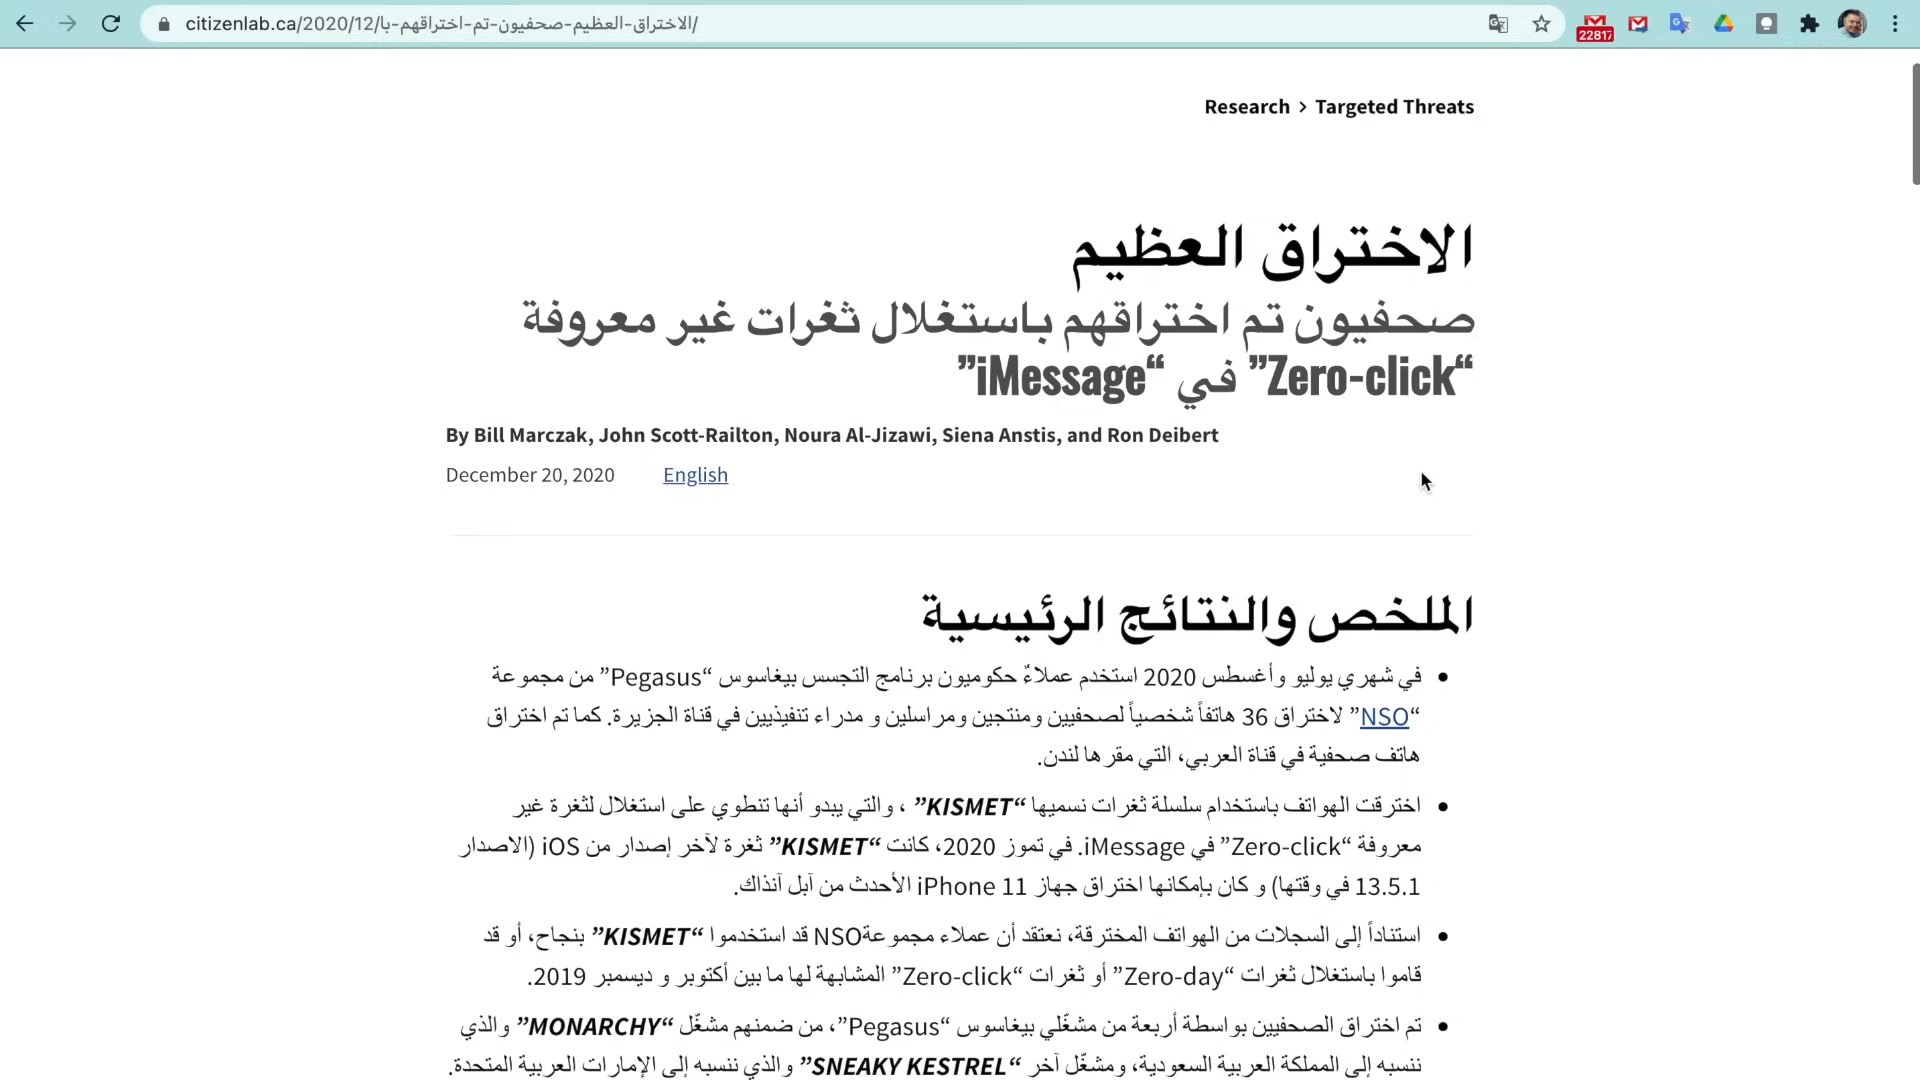 citizenlab.ca/2020/12/الاختراق-العظيم-صحفيون-تم-اختراقهم-با/
22817
Research > Targeted Threats
الاختراق العظيم
صحفيون تم اختراقهم باستغلال ثغرات غير معروفة
“Zero-click” في “iMessage”
By Bill Marczak, John Scott-Railton, Noura Al-Jizawi, Siena Anstis, and Ron Deibert
December 20, 2020 English
الملخص والنتائج الرئيسية
• في شهري يوليو وأغسطس 2020 استخدم عملاءٌ حكوميون برنامج التجسس بيغاسوس “Pegasus” من مجموعة
“NSO” لاختراق 36 هاتفاً شخصياً لصحفيين ومنتجين ومراسلين و مدراء تنفيذيين في قناة الجزيرة. كما تم اختراق
هاتف صحفية في قناة العربي، التي مقرها لندن.
• اخترقت الهواتف باستخدام سلسلة ثغرات نسميها “KISMET” ، والتي يبدو أنها تنطوي على استغلال لثغرة غير
معروفة “Zero-click” في iMessage. في تموز 2020، كانت “KISMET” ثغرة لآخر إصدار من iOS (الاصدار
13.5.1 في وقتها) و كان بإمكانها اختراق جهاز iPhone 11 الأحدث من آبل آنذاك.
• استناداً إلى السجلات من الهواتف المخترقة، نعتقد أن عملاء مجموعةNSO قد استخدموا “KISMET” بنجاح، أو قد
قاموا باستغلال ثغرات “Zero-day” أو ثغرات “Zero-click” المشابهة لها ما بين أكتوبر و ديسمبر 2019.
• تم اختراق الصحفيين بواسطة أربعة من مشغّلي بيغاسوس “Pegasus”، من ضمنهم مشغّل “MONARCHY” والذي
ننسبه إلى المملكة العربية السعودية، ومشغّل آخر “SNEAKY KESTREL” والذي ننسبه إلى الإمارات العربية المتحدة.